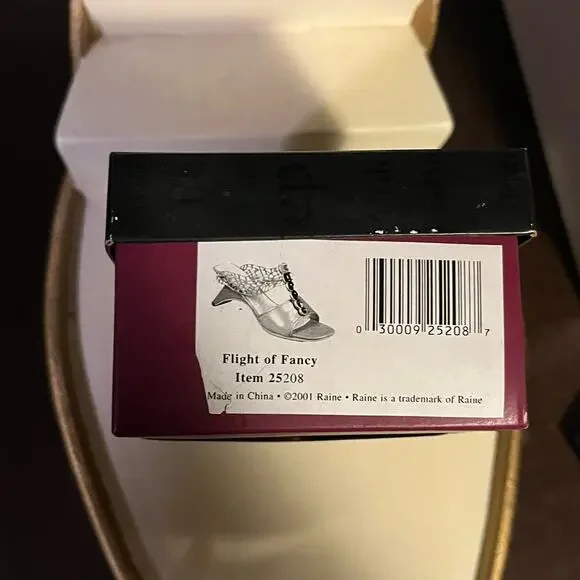 Flight of Fancy
Item 25208
0 30009 25208 7
Made in China • ©2001 Raine • Raine is a trademark of Raine